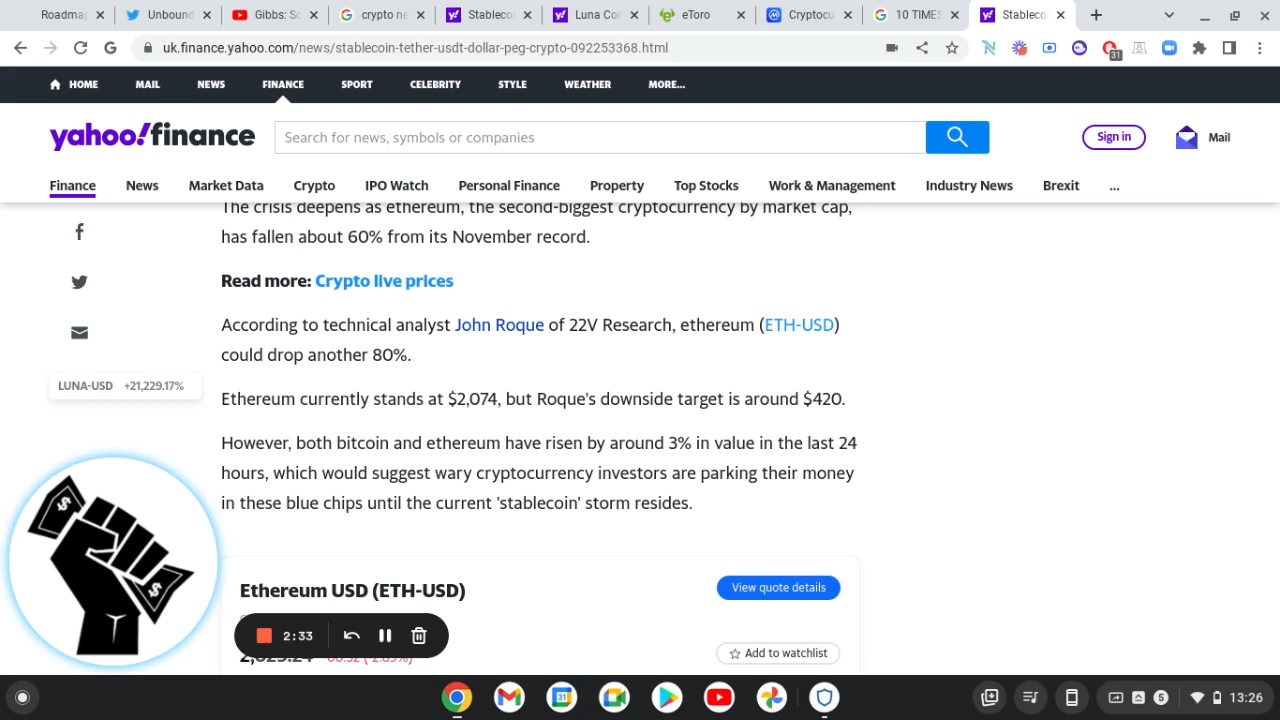 Roadma
Unbound
Gibbs: So
crypto ne
Stableco
Luna Coi
eToro
Cryptocu
10 TIMES
Stableco
uk.finance.yahoo.com/news/stablecoin-tether-usdt-dollar-peg-crypto-092253368.html
31
HOME MAIL NEWS FINANCE SPORT CELEBRITY STYLE WEATHER MORE...
yahoo!finance
Search for news, symbols or companies
Sign in
Mail
Finance News Market Data Crypto IPO Watch Personal Finance Property Top Stocks Work & Management Industry News Brexit ...
The crisis deepens as ethereum, the second-biggest cryptocurrency by market cap,
has fallen about 60% from its November record.
Read more: Crypto live prices
According to technical analyst John Roque of 22V Research, ethereum (ETH-USD)
could drop another 80%.
LUNA-USD +21,229.17%
Ethereum currently stands at $2,074, but Roque's downside target is around $420.
However, both bitcoin and ethereum have risen by around 3% in value in the last 24
hours, which would suggest wary cryptocurrency investors are parking their money
in these blue chips until the current 'stablecoin' storm resides.
$
$
Ethereum USD (ETH-USD)
View quote details
2:33
Add to watchlist
5
13:26